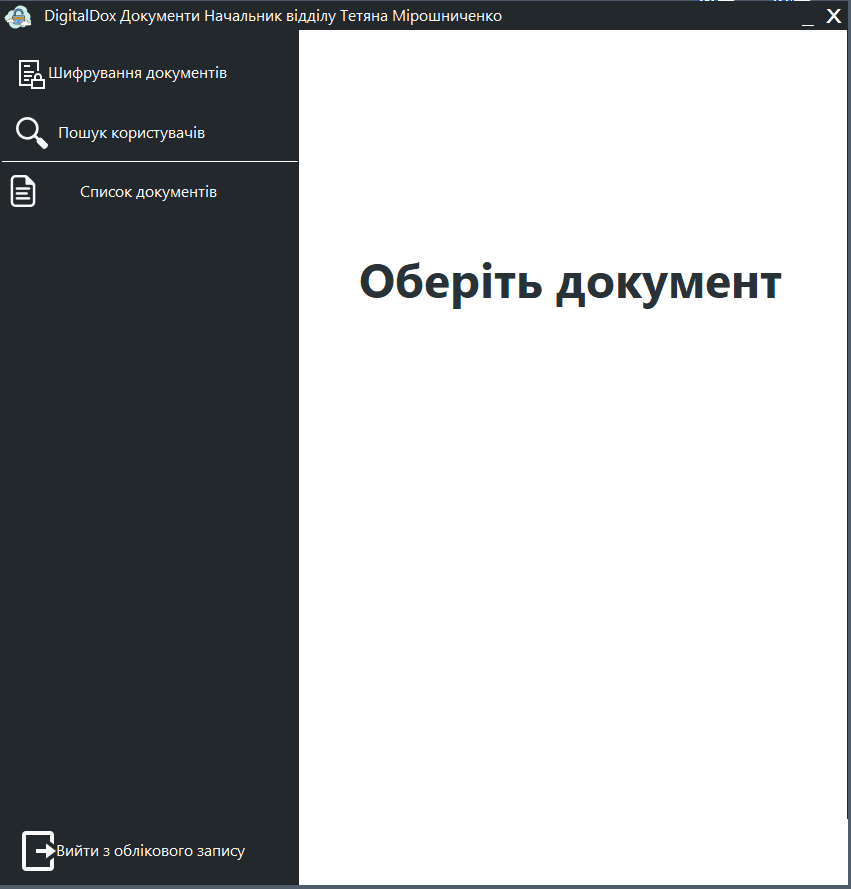 DigitalDox Документи Начальник відділу Тетяна Мірошниченко
Шифрування документів
Пошук користувачів
Список документів
Оберіть документ
Вийти з облікового запису